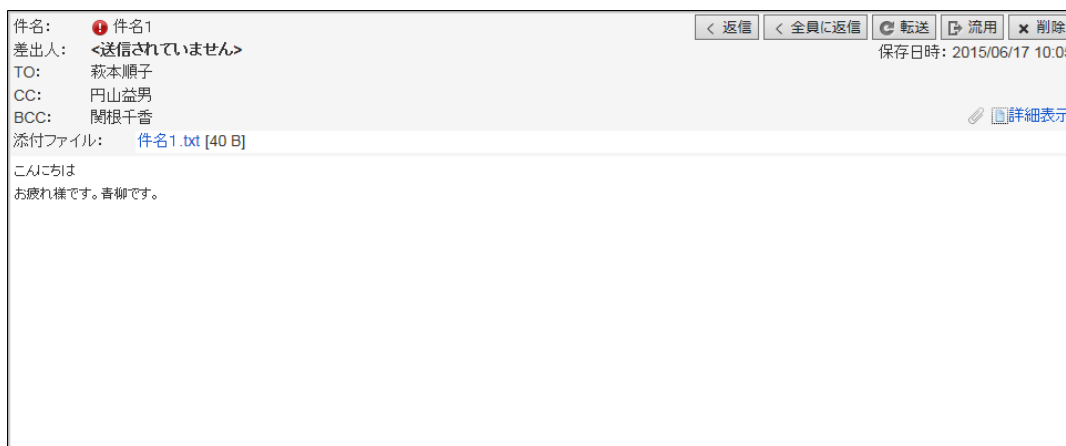 件名： 件名1 < 返信 < 全員に返信 転送 流用 × 削除
差出人： <送信されていません> 保存日時：2015/06/17 10:05
TO： 萩本順子
CC： 円山益男
BCC： 関根千香 詳細表示
添付ファイル： 件名1.txt [40 B]
こんにちは
お疲れ様です。青柳です。